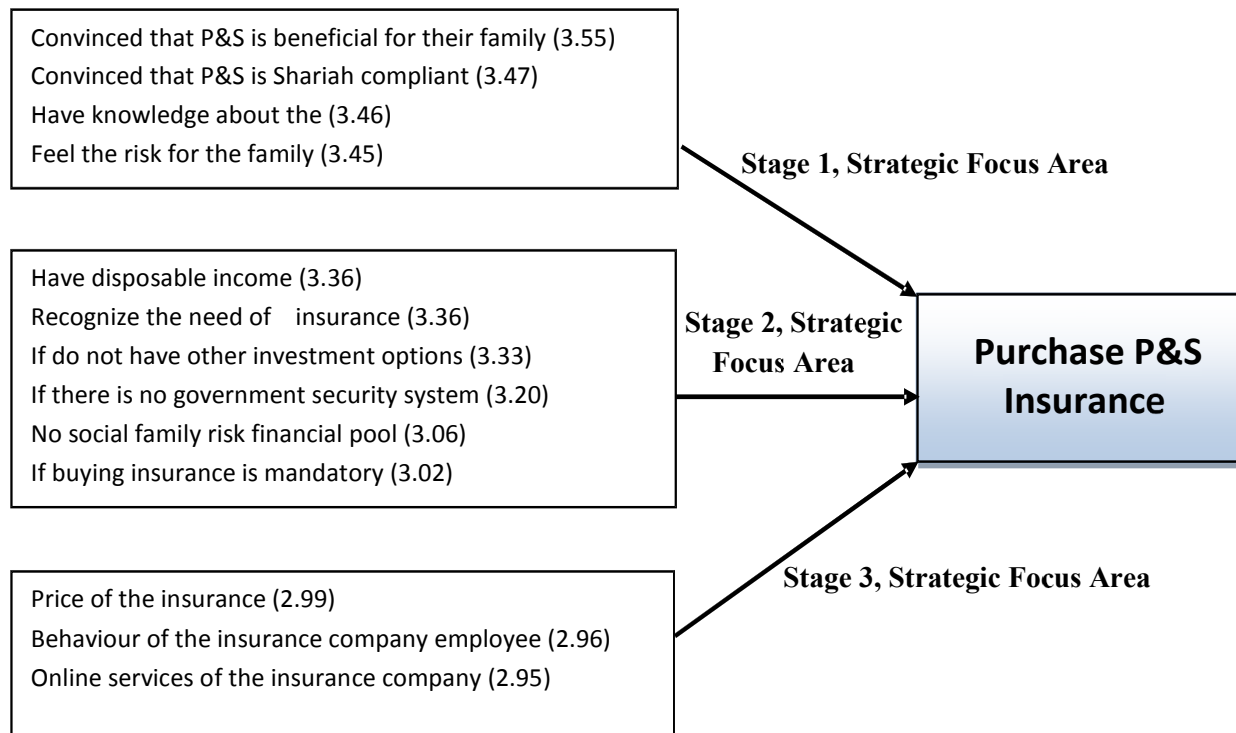 Convinced that P&S is beneficial for their family (3.55)
Convinced that P&S is Shariah compliant (3.47)
Have knowledge about the (3.46)
Feel the risk for the family (3.45)
Stage 1, Strategic Focus Area
Have disposable income (3.36)
Recognize the need of insurance (3.36)
If do not have other investment options (3.33)
If there is no government security system (3.20)
No social family risk financial pool (3.06)
If buying insurance is mandatory (3.02)
Stage 2, Strategic
Focus Area
Purchase P&S
Insurance
Stage 3, Strategic Focus Area
Price of the insurance (2.99)
Behaviour of the insurance company employee (2.96)
Online services of the insurance company (2.95)